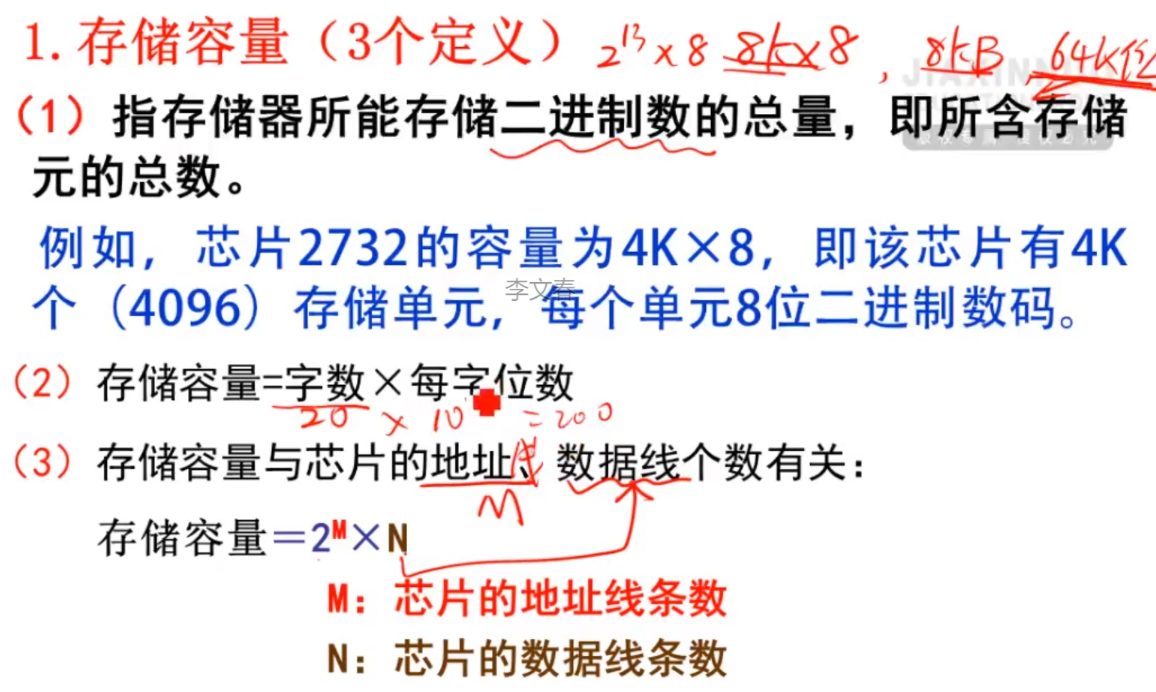 1. 存储容量（3个定义） 2¹³×8 8k×8, 8kB 64k位
（1）指存储器所能存储二进制数的总量，即所含存储
元的总数。
例如，芯片2732的容量为4K×8，即该芯片有4K
李文春
个（4096）存储单元，每个单元8位二进制数码。
（2）存储容量=字数×每字位数
20 × 10 =200
（3）存储容量与芯片的地址、数据线个数有关：
线
M
存储容量=2ᴹ×N
M：芯片的地址线条数
N：芯片的数据线条数